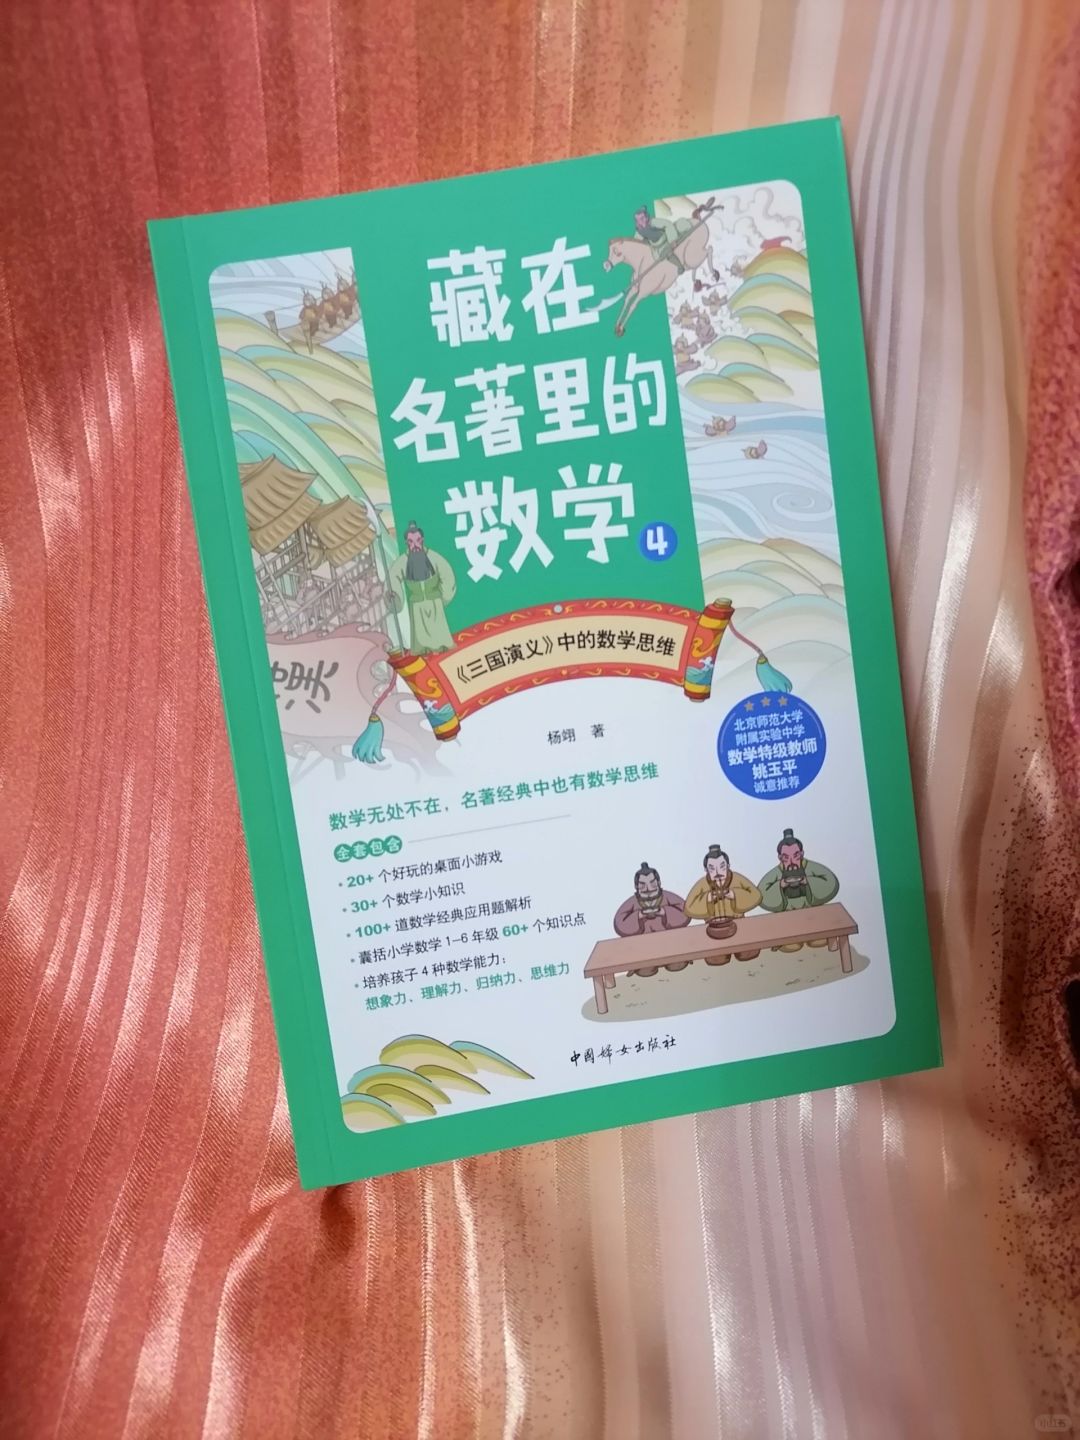 藏在
名著里的
数学 4
《三国演义》中的数学思维
漢
杨翊 著
北京师范大学
附属实验中学
数学特级教师
姚玉平
诚意推荐
数学无处不在，名著经典中也有数学思维
全套包含
• 20+ 个好玩的桌面小游戏
• 30+ 个数学小知识
• 100+ 道数学经典应用题解析
• 囊括小学数学 1–6 年级 60+ 个知识点
• 培养孩子 4 种数学能力：
想象力、理解力、归纳力、思维力
中国妇女出版社
小红书